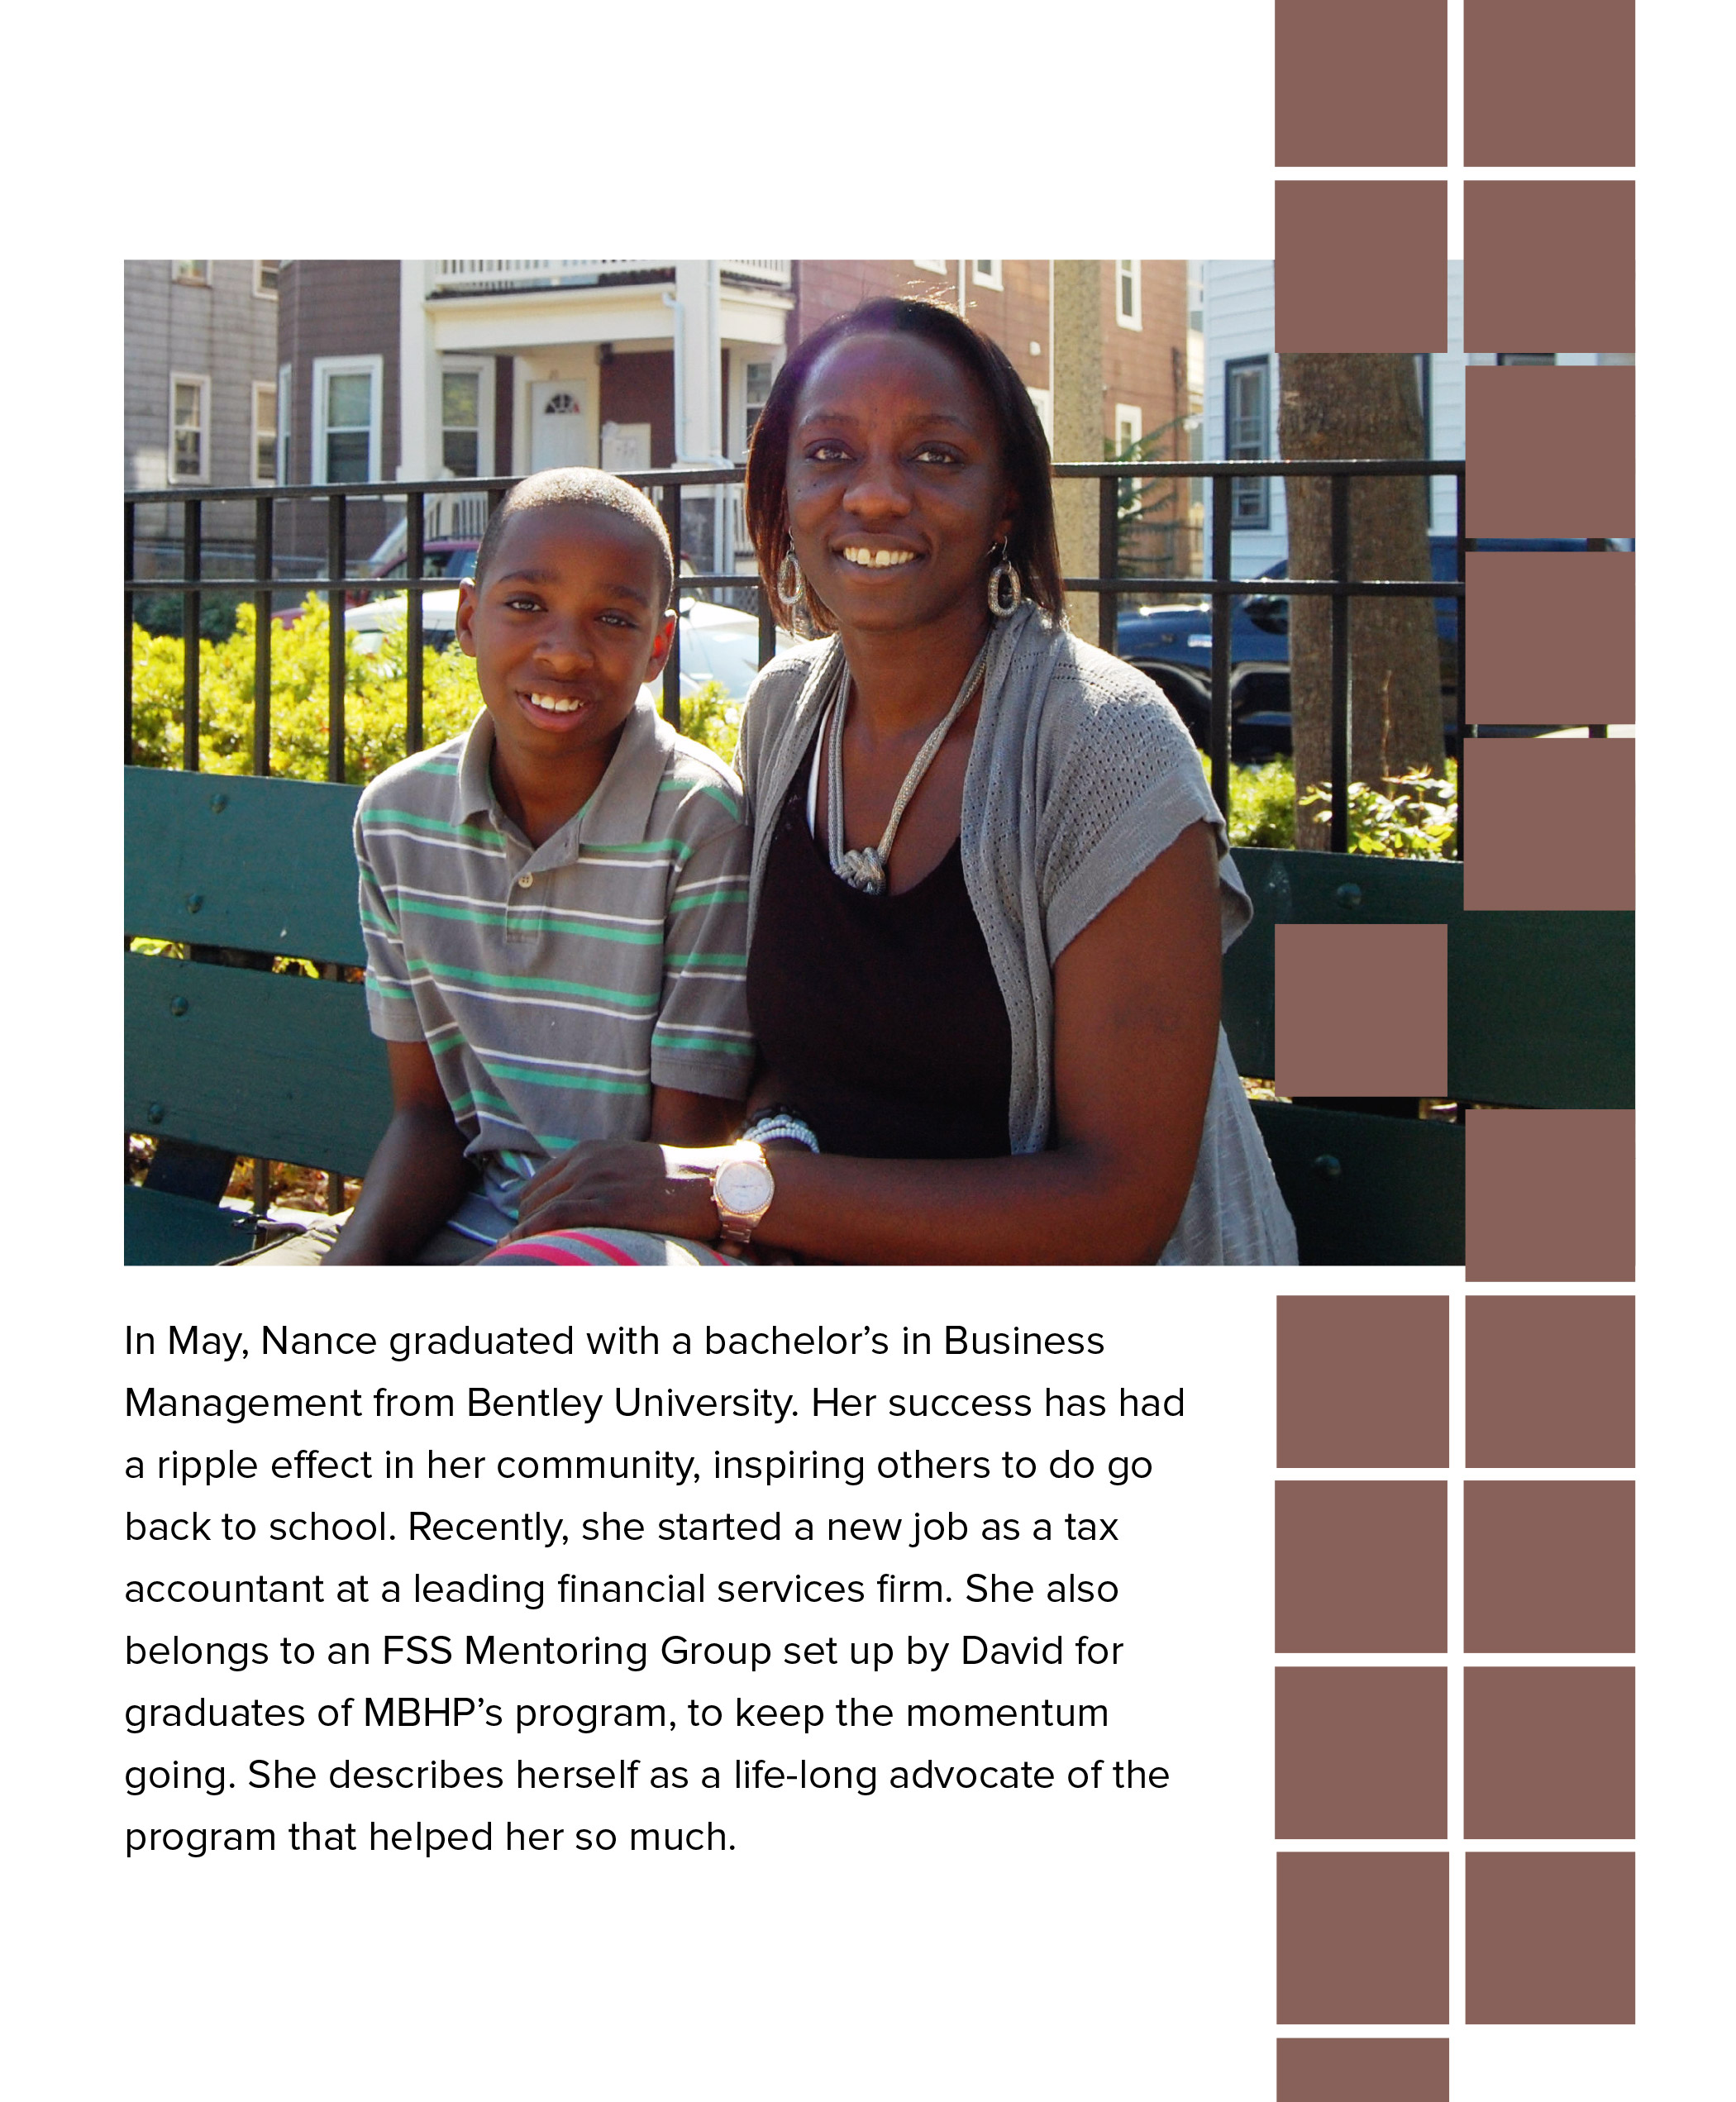 In May, Nance graduated with a bachelor’s in Business
Management from Bentley University. Her success has had
a ripple effect in her community, inspiring others to do go
back to school. Recently, she started a new job as a tax
accountant at a leading financial services firm. She also
belongs to an FSS Mentoring Group set up by David for
graduates of MBHP’s program, to keep the momentum
going. She describes herself as a life-long advocate of the
program that helped her so much.